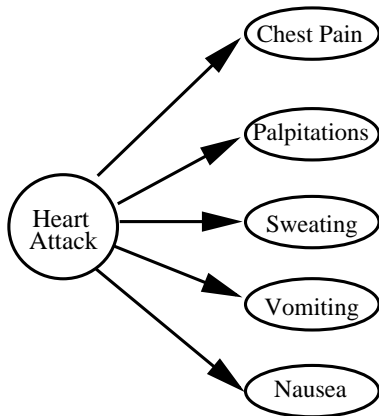 Chest Pain
Palpitations
Heart
Attack
Sweating
Vomiting
Nausea